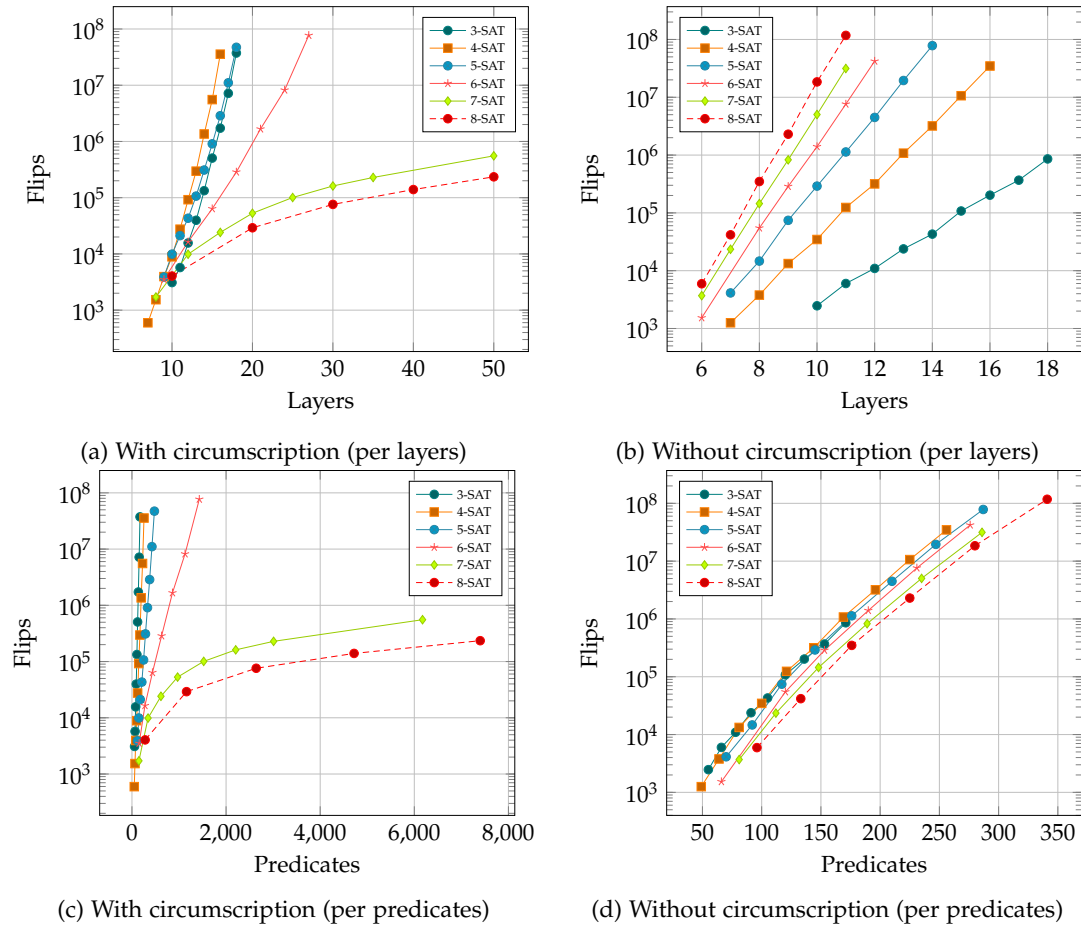 10^8
10^7
10^6
10^5
10^4
10^3
Flips
10
20
30
40
50
Layers
3-SAT
4-SAT
5-SAT
6-SAT
7-SAT
8-SAT
(a) With circumscription (per layers)
10^8
10^7
10^6
10^5
10^4
10^3
Flips
6
8
10
12
14
16
18
Layers
3-SAT
4-SAT
5-SAT
6-SAT
7-SAT
8-SAT
(b) Without circumscription (per layers)
10^8
10^7
10^6
10^5
10^4
10^3
Flips
0
2,000
4,000
6,000
8,000
Predicates
3-SAT
4-SAT
5-SAT
6-SAT
7-SAT
8-SAT
(c) With circumscription (per predicates)
10^8
10^7
10^6
10^5
10^4
10^3
Flips
50
100
150
200
250
300
350
Predicates
3-SAT
4-SAT
5-SAT
6-SAT
7-SAT
8-SAT
(d) Without circumscription (per predicates)